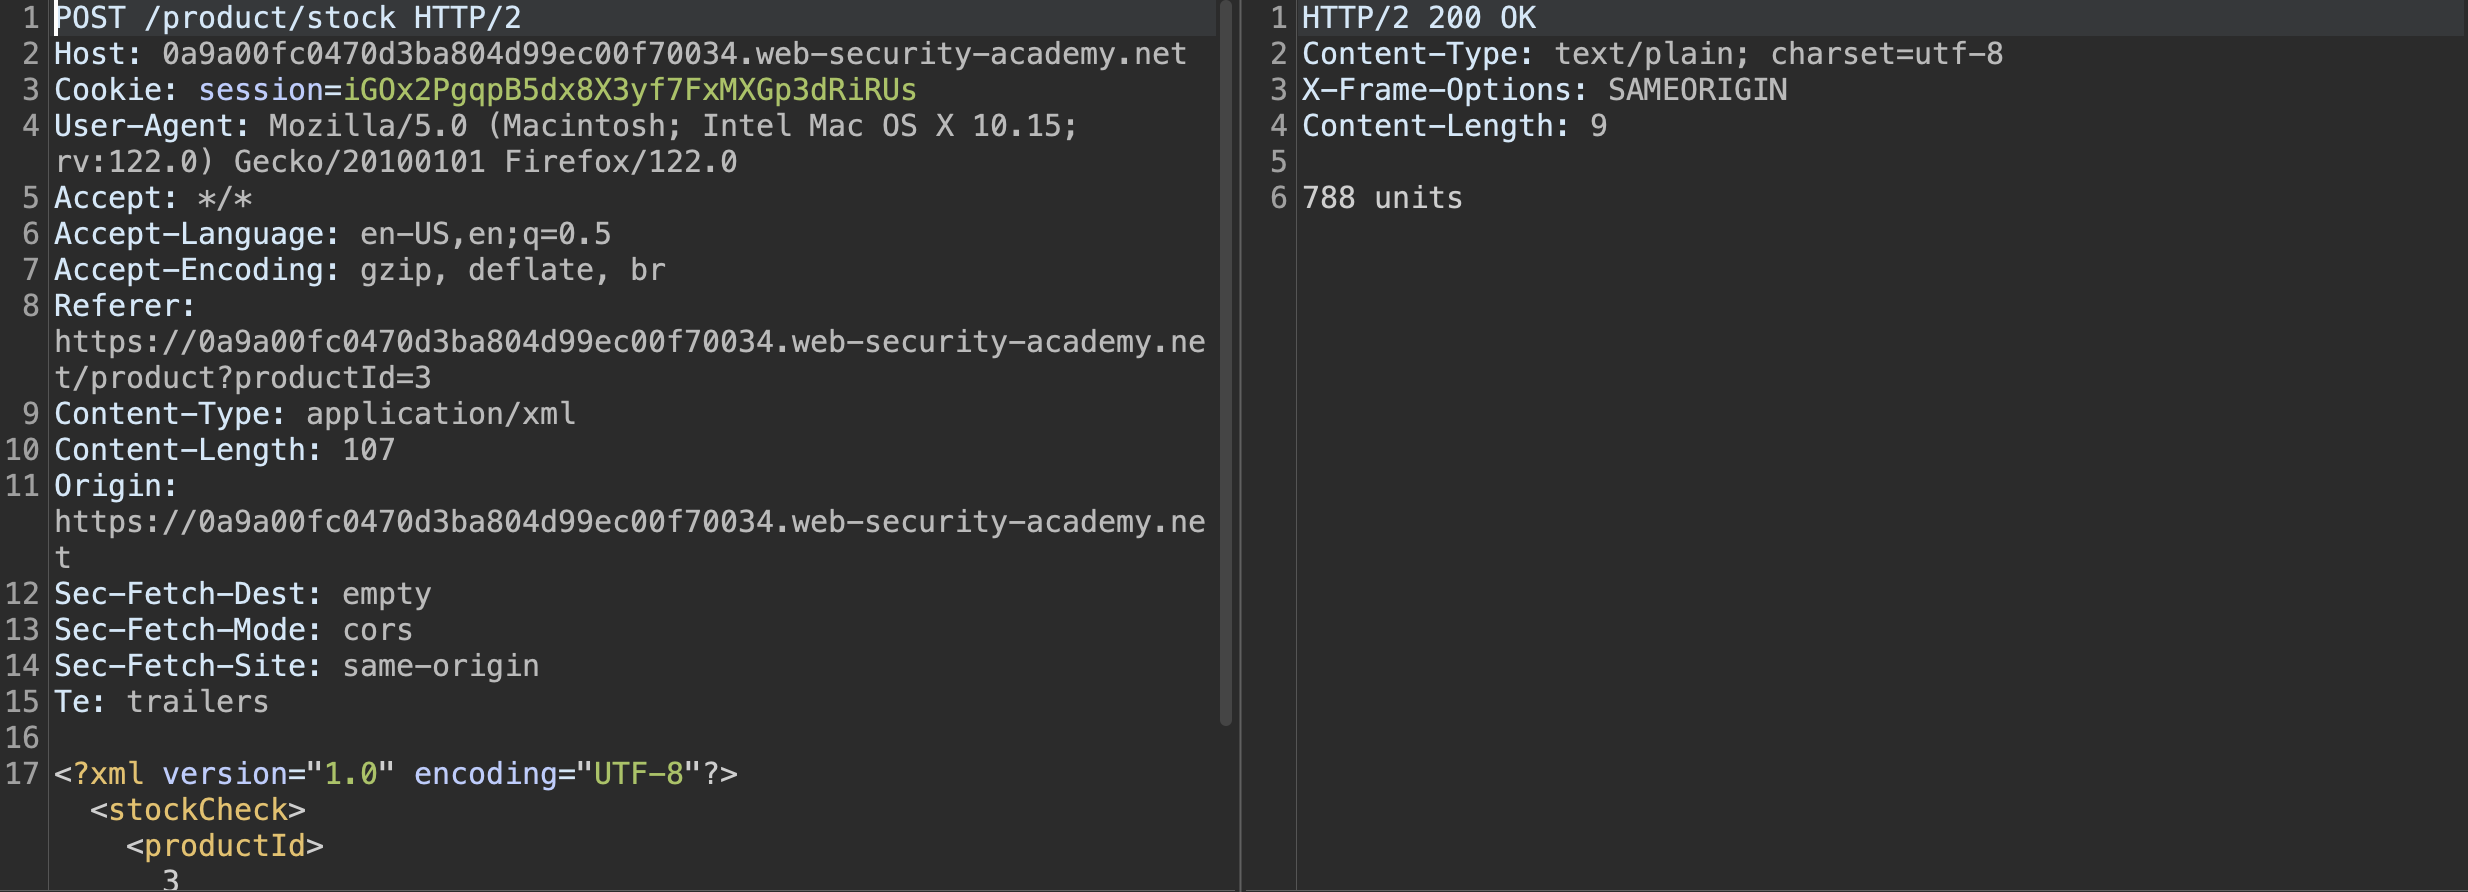 1 POST /product/stock HTTP/2
2 Host: 0a9a00fc0470d3ba804d99ec00f70034.web-security-academy.net
3 Cookie: session=iGOx2PgqpB5dx8X3yf7FxMXGp3dRiRUs
4 User-Agent: Mozilla/5.0 (Macintosh; Intel Mac OS X 10.15;
rv:122.0) Gecko/20100101 Firefox/122.0
5 Accept: */*
6 Accept-Language: en-US,en;q=0.5
7 Accept-Encoding: gzip, deflate, br
8 Referer:
https://0a9a00fc0470d3ba804d99ec00f70034.web-security-academy.ne
t/product?productId=3
9 Content-Type: application/xml
10 Content-Length: 107
11 Origin:
https://0a9a00fc0470d3ba804d99ec00f70034.web-security-academy.ne
t
12 Sec-Fetch-Dest: empty
13 Sec-Fetch-Mode: cors
14 Sec-Fetch-Site: same-origin
15 Te: trailers
16
17 <?xml version="1.0" encoding="UTF-8"?>
<stockCheck>
<productId>
3
1 HTTP/2 200 OK
2 Content-Type: text/plain; charset=utf-8
3 X-Frame-Options: SAMEORIGIN
4 Content-Length: 9
5
6 788 units